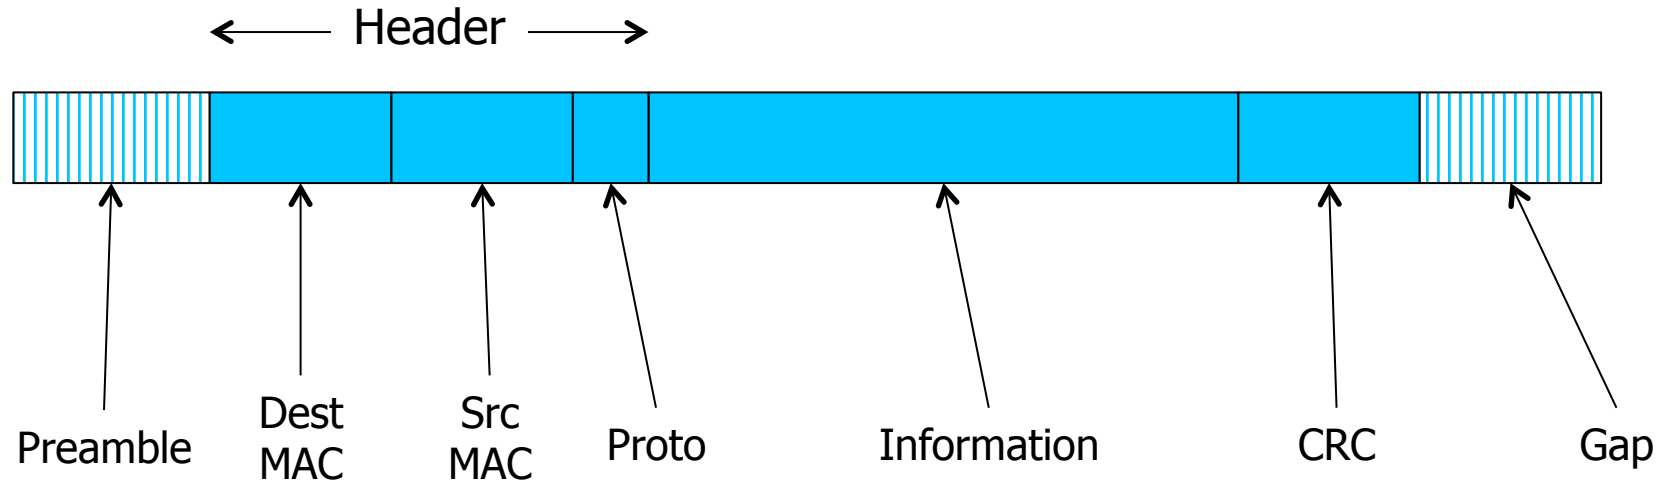 Header
Preamble
Dest
MAC
Src
MAC
Proto
Information
CRC
Gap